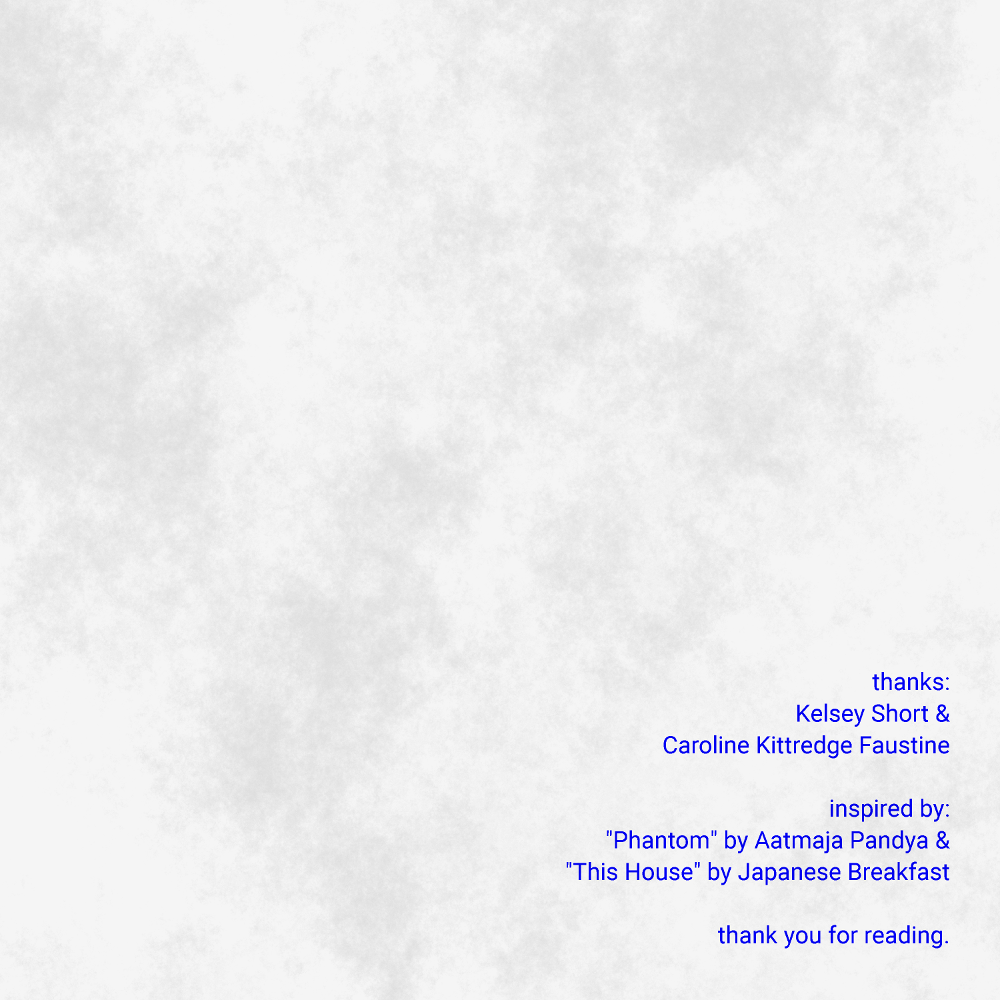 thanks:
Kelsey Short &
Caroline Kittredge Faustine
inspired by:
"Phantom" by Aatmaja Pandya &
"This House" by Japanese Breakfast
thank you for reading.